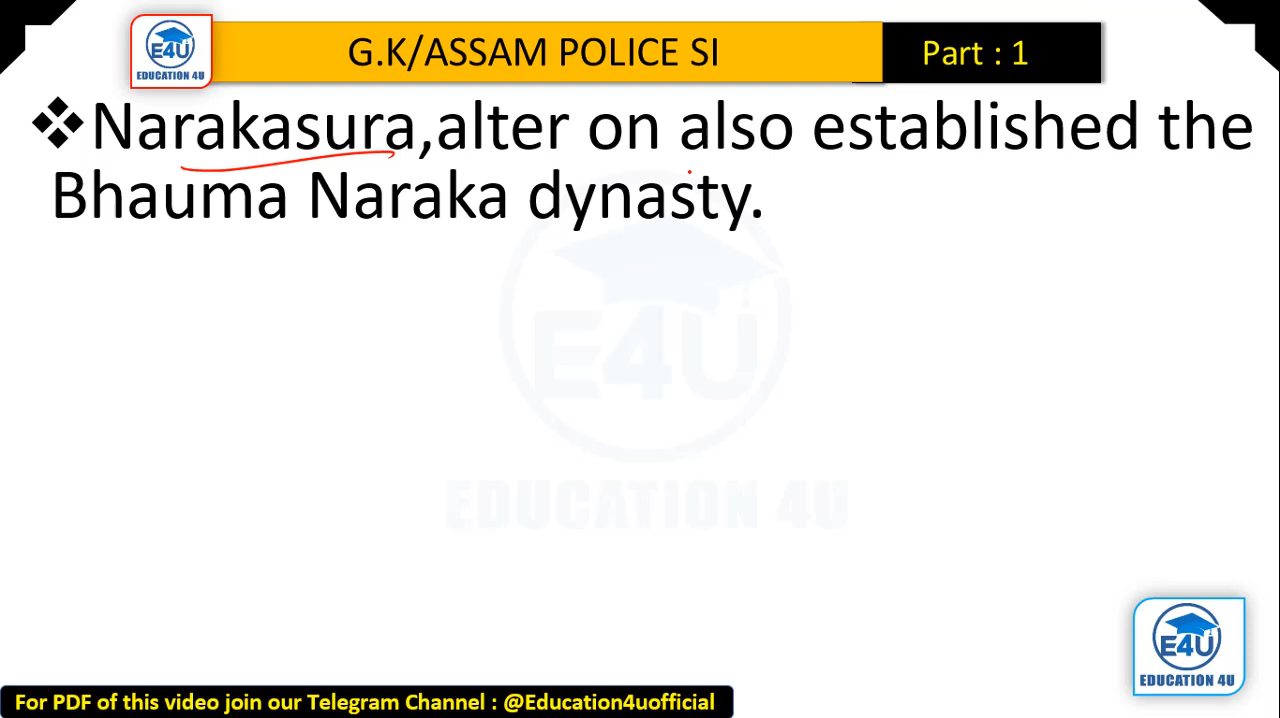 E4U
EDUCATION 4U
G.K/ASSAM POLICE SI
Part : 1
❖Narakasura,alter on also established the
Bhauma Naraka dynasty.
E4U
EDUCATION 4U
E4U
EDUCATION 4U
For PDF of this video join our Telegram Channel : @Education4uofficial